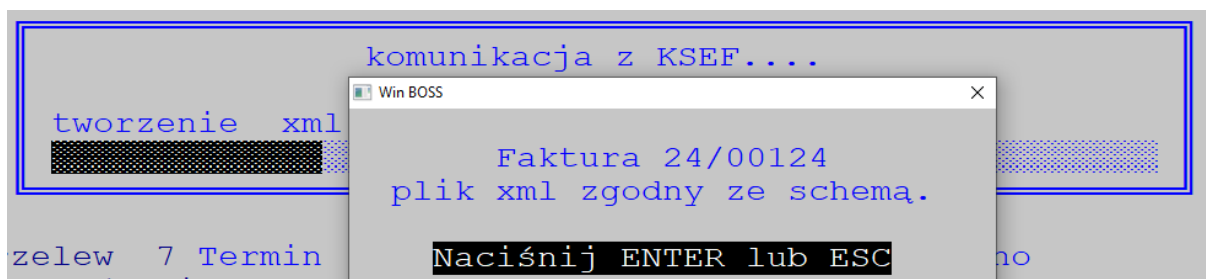 komunikacja z KSEF....
Win BOSS
tworzenie xml
Faktura 24/00124
plik xml zgodny ze schemą.
Naciśnij ENTER lub ESC
zelew 7 Termin
no